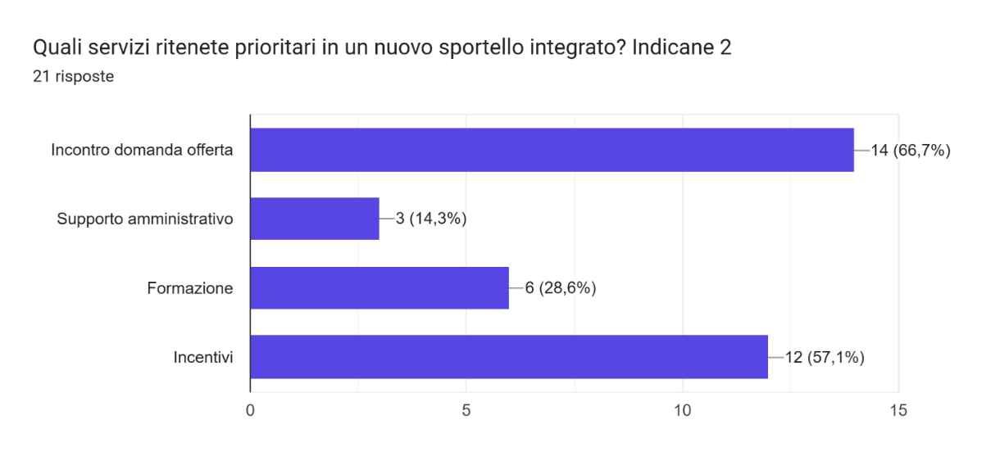 Quali servizi ritenete prioritari in un nuovo sportello integrato? Indicane 2
21 risposte
Incontro domanda offerta
14 (66,7%)
Supporto amministrativo
3 (14,3%)
Formazione
6 (28,6%)
Incentivi
12 (57,1%)
0
5
10
15